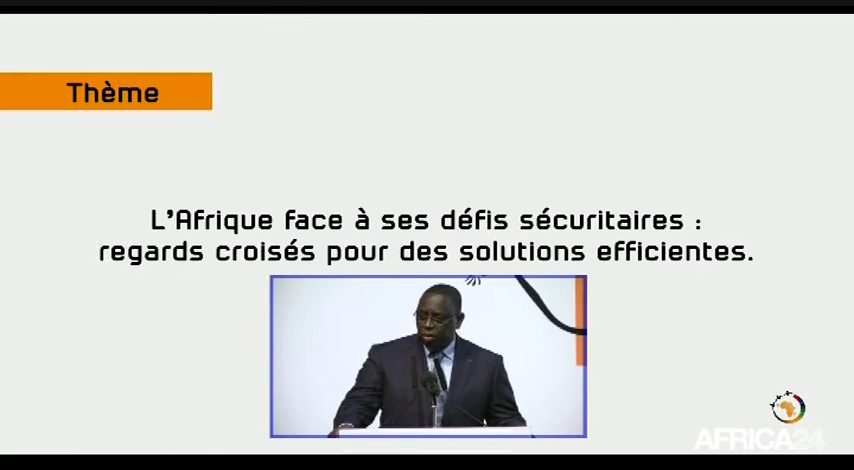 Thème
L'Afrique face à ses défis sécuritaires :
regards croisés pour des solutions efficientes.
AFRICA24